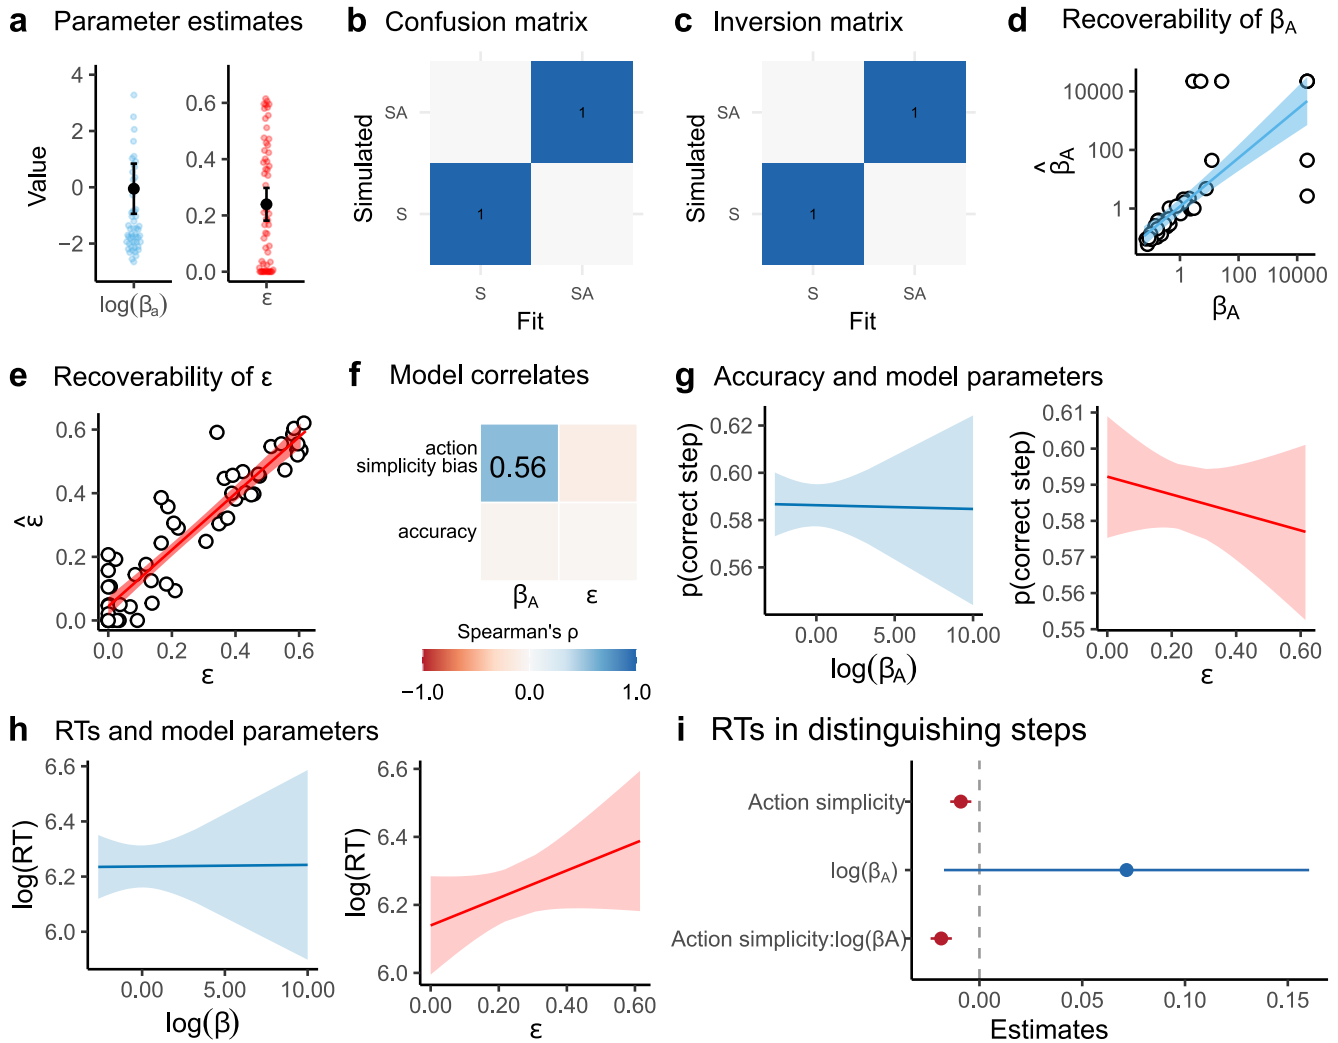 a Parameter estimates
Value
4
2
0
−2
log(βa)
0.6
0.4
0.2
0.0
ε
b Confusion matrix
Simulated
SA
S
1
1
S
SA
Fit
c Inversion matrix
Simulated
SA
S
1
1
S
SA
Fit
d Recoverability of βA
β̂A
10000
100
1
1
100
10000
βA
e Recoverability of ε
ε̂
0.6
0.4
0.2
0.0
0.0
0.2
0.4
0.6
ε
f Model correlates
action
simplicity bias
0.56
accuracy
βA
ε
Spearman's ρ
−1.0
0.0
1.0
g Accuracy and model parameters
p(correct step)
0.62
0.60
0.58
0.56
0.00
5.00
10.00
log(βA)
p(correct step)
0.61
0.60
0.59
0.58
0.57
0.56
0.55
0.00
0.20
0.40
0.60
ε
h RTs and model parameters
log(RT)
6.6
6.4
6.2
6.0
0.00
5.00
10.00
log(β)
log(RT)
6.6
6.4
6.2
6.0
0.00
0.20
0.40
0.60
ε
i RTs in distinguishing steps
Action simplicity
log(βA)
Action simplicity:log(βA)
0.00
0.05
0.10
0.15
Estimates